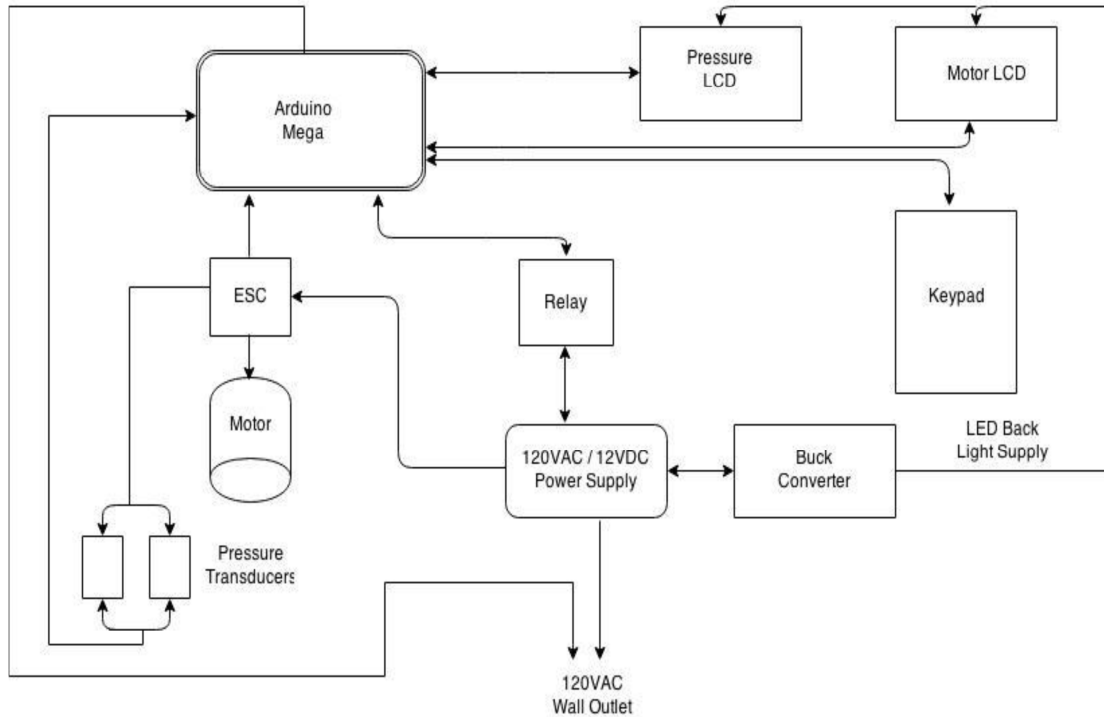 Pressure
LCD
Motor LCD
Arduino
Mega
ESC
Relay
Keypad
Motor
120VAC / 12VDC
Power Supply
Buck
Converter
LED Back
Light Supply
Pressure
Transducers
120VAC
Wall Outlet